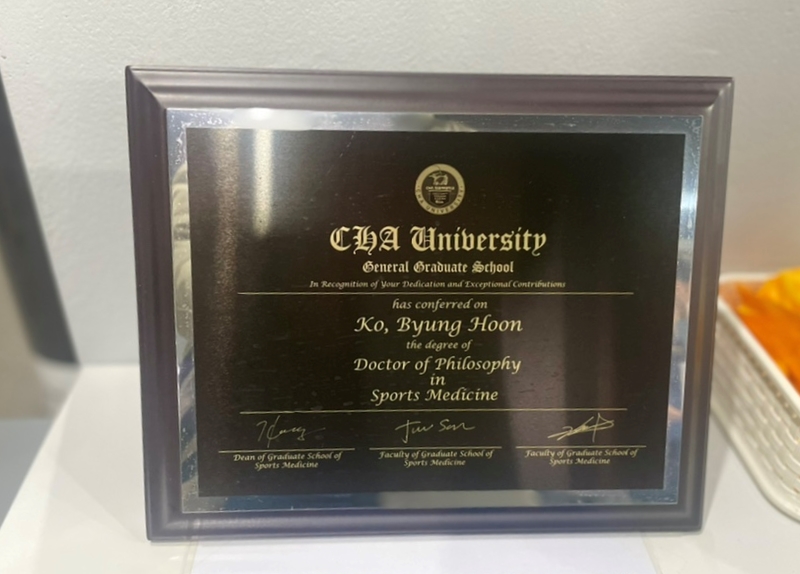 CHA University
General Graduate School
In Recognition of Your Dedication and Exceptional Contributions
has conferred on
Ko, Byung Hoon
the degree of
Doctor of Philosophy
in
Sports Medicine
Dean of Graduate School of
Sports Medicine
Faculty of Graduate School of
Sports Medicine
Faculty of Graduate School of
Sports Medicine